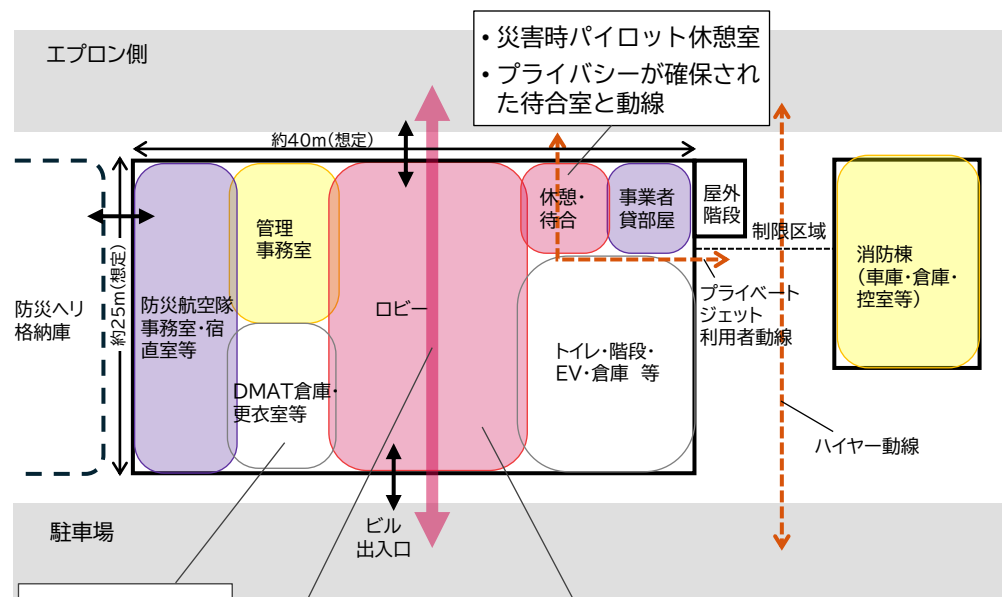 エプロン側
・災害時パイロット休憩室
・プライバシーが確保され
た待合室と動線
約40m(想定)
約25m(想定)
防災ヘリ
格納庫
防災航空隊
事務室・宿
直室等
管理
事務室
DMAT倉庫・
更衣室等
ロビー
休憩・
待合
事業者
貸部屋
屋外
階段
制限区域
消防棟
(車庫・倉庫・
控室等)
プライベート
ジェット
利用者動線
トイレ・階段・
EV・倉庫 等
ハイヤー動線
駐車場
ビル
出入口